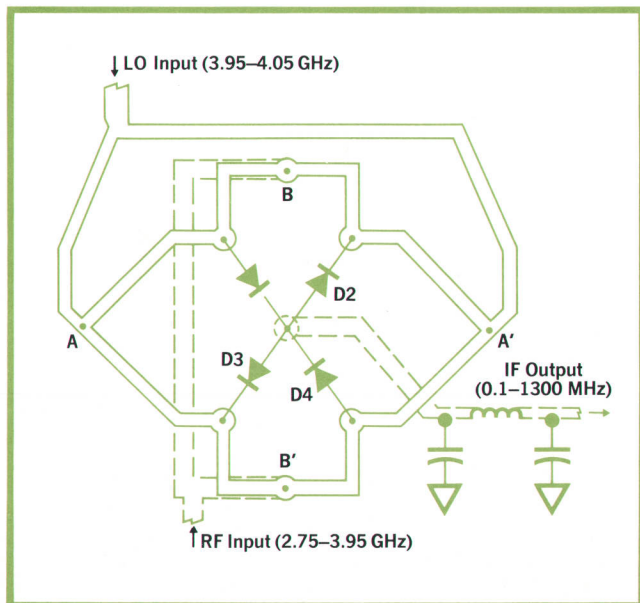 ↓ LO Input (3.95–4.05 GHz)
B
D2
A
A′
D3
D4
IF Output
(0.1–1300 MHz)
B′
↑ RF Input (2.75–3.95 GHz)